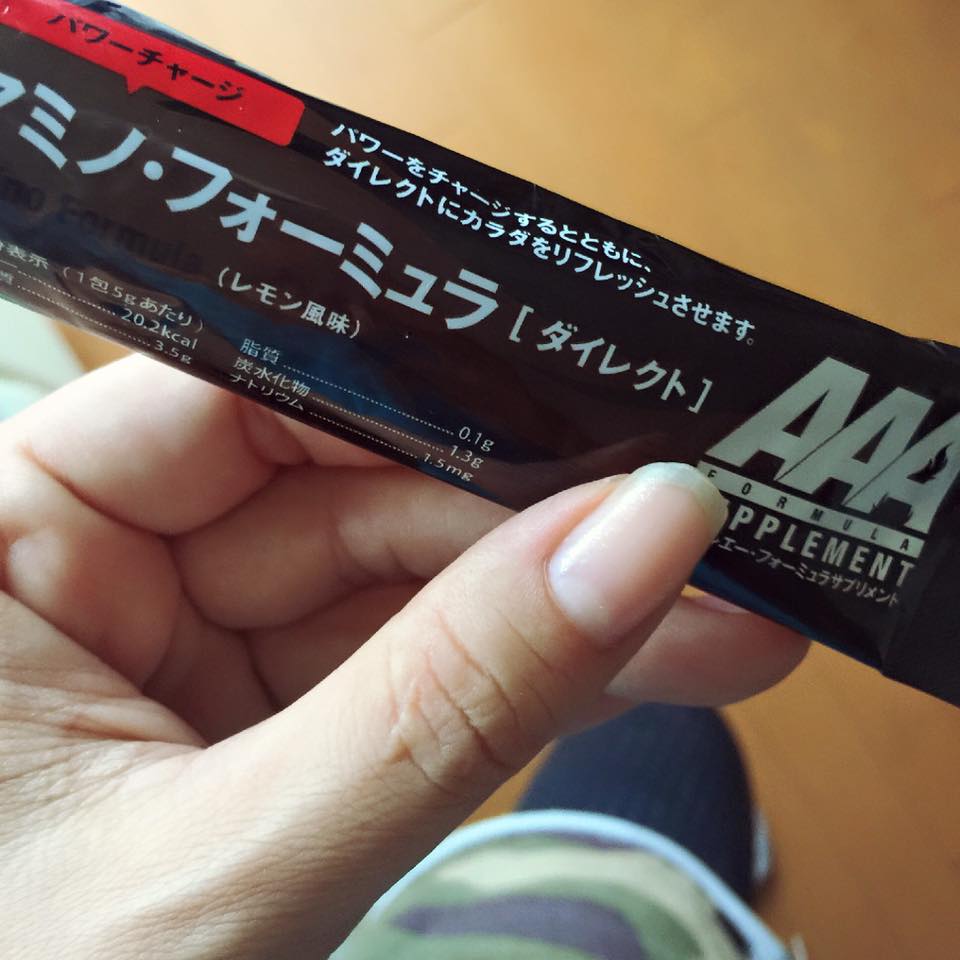 パワーチャージ
パワーをチャージするとともに、
ダイレクトにカラダをリフレッシュさせます。
アミノ・フォーミュラ[ダイレクト]
(レモン風味)
表示(1包5gあたり)
質 20.2kcal
3.5g
脂質 0.1g
炭水化物 1.3g
ナトリウム 1.5mg
AAA
FORMULA
PPLEMENT
エー・フォーミュラサプリメント